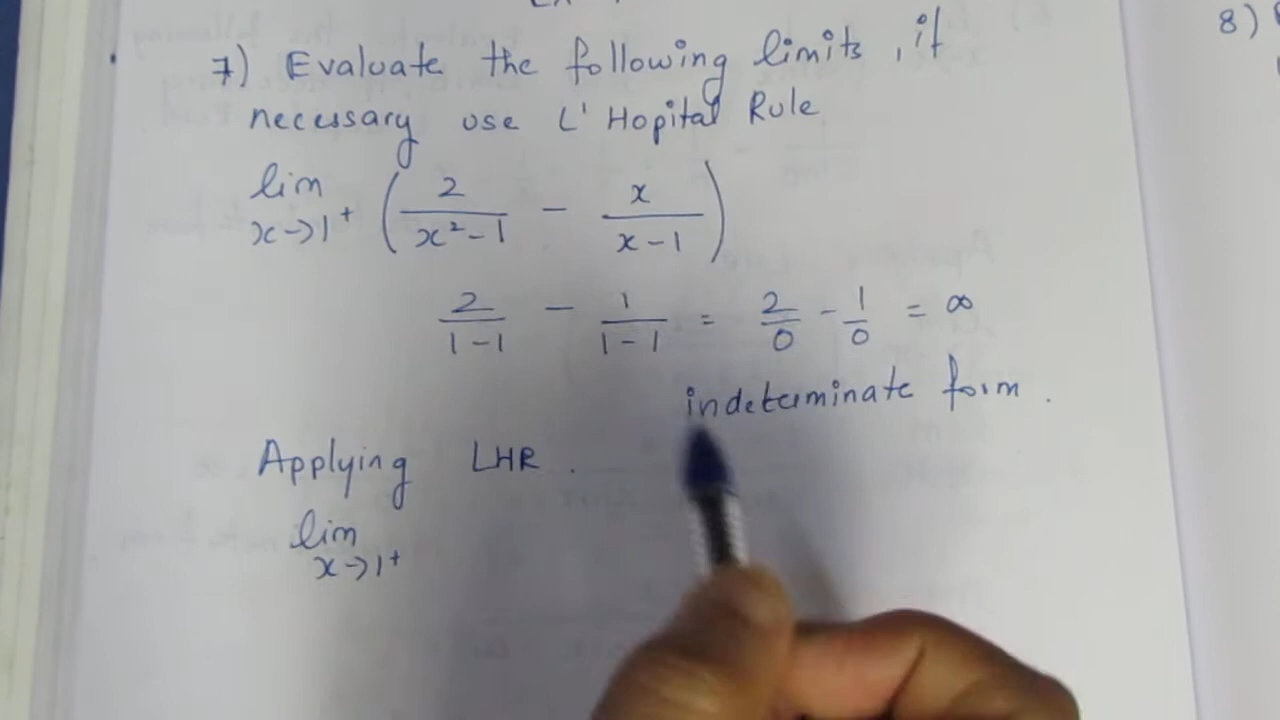 7) Evaluate the following limits, if
necessary use L'Hopital Rule
lim x→1⁺ (2/(x²-1) - x/(x-1))
2/(1-1) - 1/(1-1) = 2/0 - 1/0 = ∞
indeterminate form.
Applying LHR.
lim x→1⁺
8)